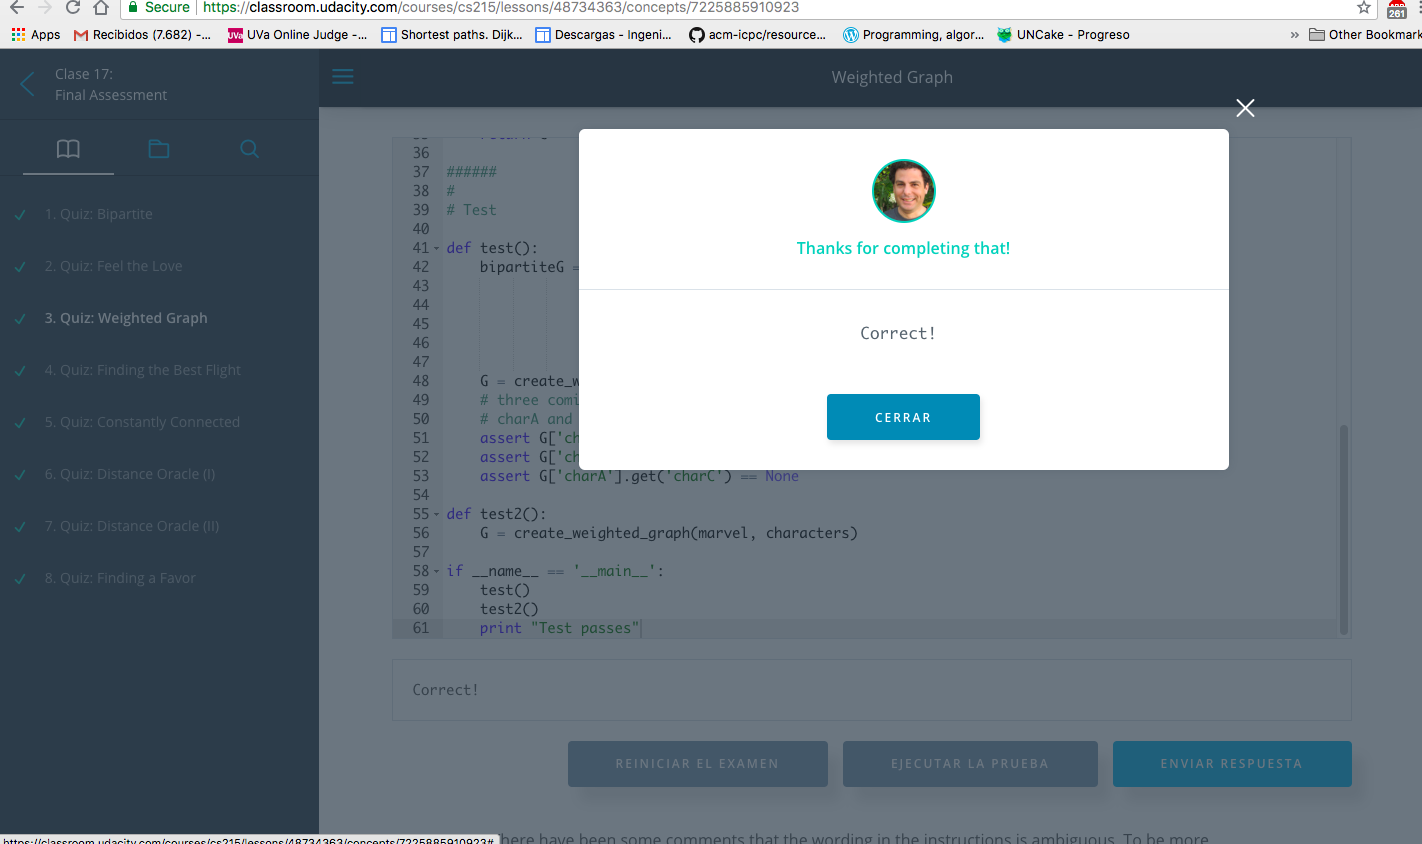 Secure https://classroom.udacity.com/courses/cs215/lessons/48734363/concepts/7225885910923
261
Apps Recibidos (7.682) -... UVa UVa Online Judge -... Shortest paths. Dijk... Descargas - Ingeni... acm-icpc/resource... Programming, algor... UNCake - Progreso » Other Bookmark
Clase 17:
Final Assessment
Weighted Graph
1. Quiz: Bipartite
2. Quiz: Feel the Love
3. Quiz: Weighted Graph
4. Quiz: Finding the Best Flight
5. Quiz: Constantly Connected
6. Quiz: Distance Oracle (I)
7. Quiz: Distance Oracle (II)
8. Quiz: Finding a Favor
36
37 ######
38 #
39 # Test
40
41 def test():
42 bipartiteG =
43
44
45
46
47
48 G = create_w
49 # three comi
50 # charA and
51 assert G['ch
52 assert G['ch
53 assert G['charA'].get('charC') == None
54
55 def test2():
56 G = create_weighted_graph(marvel, characters)
57
58 if __name__ == '__main__':
59 test()
60 test2()
61 print "Test passes"
Thanks for completing that!
Correct!
CERRAR
Correct!
REINICIAR EL EXAMEN
EJECUTAR LA PRUEBA
ENVIAR RESPUESTA
here have been some comments that the wording in the instructions is ambiguous. To be more
https://classroom.udacity.com/courses/cs215/lessons/48734363/concepts/7225885910923#